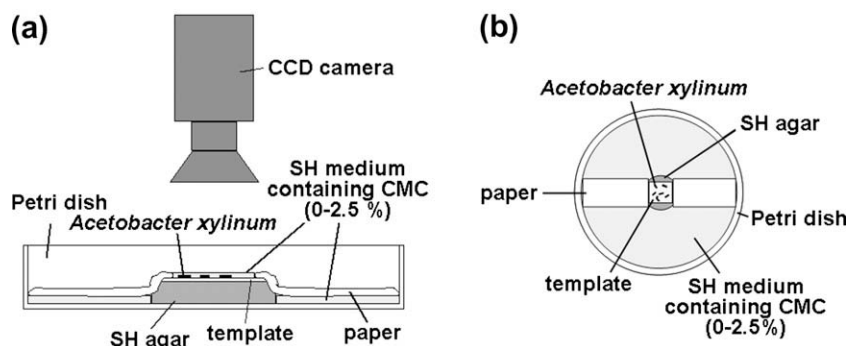 (a)
CCD camera
SH medium
containing CMC
(0-2.5 %)
Petri dish
Acetobacter xylinum
SH agar
template
paper
(b)
Acetobacter xylinum
SH agar
paper
Petri dish
template
SH medium
containing CMC
(0-2.5%)